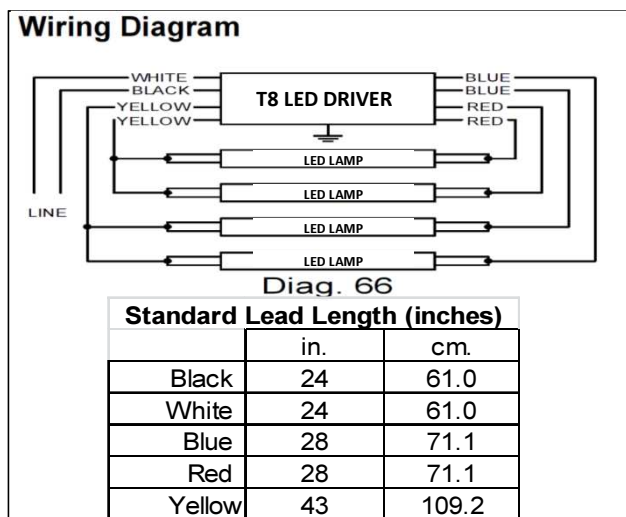 Wiring Diagram
WHITE
BLACK
YELLOW
YELLOW
T8 LED DRIVER
BLUE
BLUE
RED
RED
LED LAMP
LED LAMP
LINE
LED LAMP
LED LAMP
Diag. 66
Standard Lead Length (inches)
in. cm.
Black 24 61.0
White 24 61.0
Blue 28 71.1
Red 28 71.1
Yellow 43 109.2